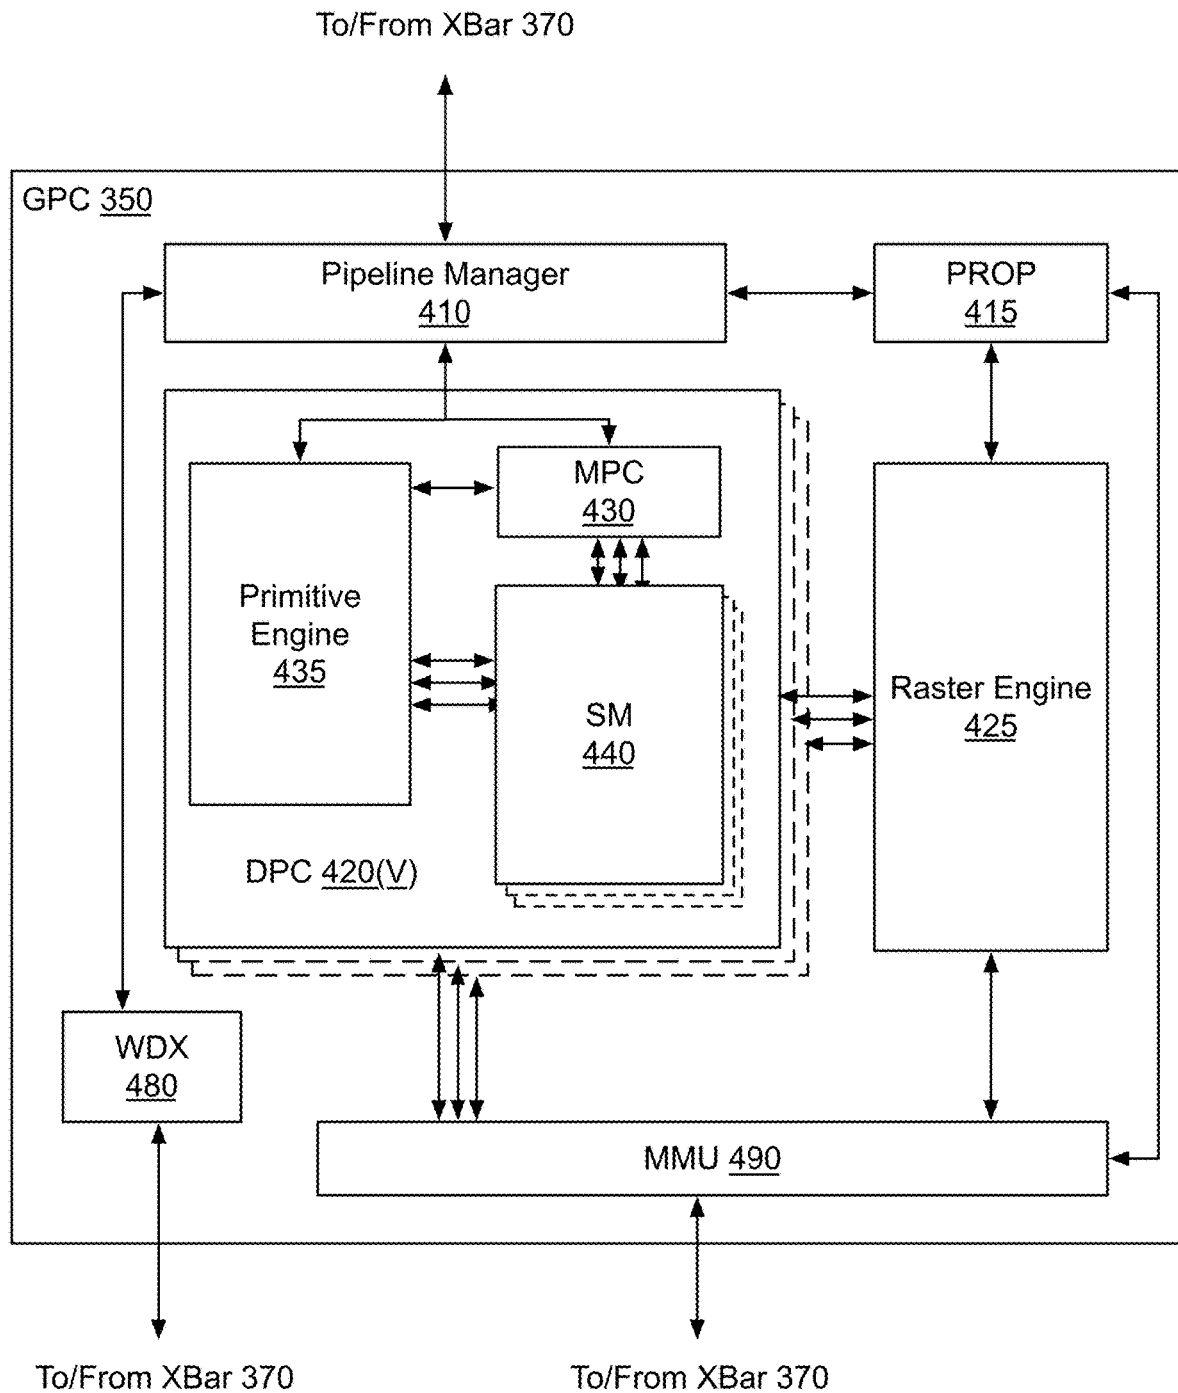 To/From XBar 370
GPC 350
Pipeline Manager
410
PROP
415
MPC
430
Primitive
Engine
435
SM
440
Raster Engine
425
DPC 420(V)
WDX
480
MMU 490
To/From XBar 370
To/From XBar 370